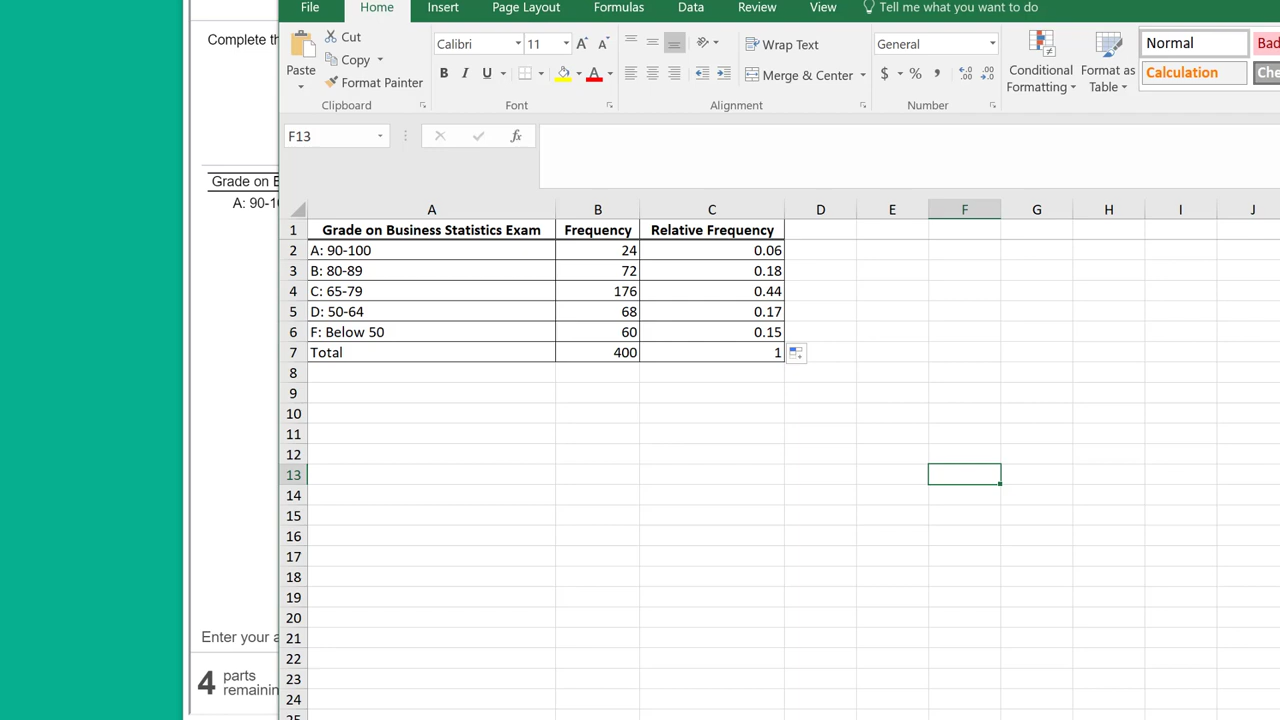 File Home Insert Page Layout Formulas Data Review View Tell me what you want to do
Complete
Cut
Copy
Format Painter
Paste
Calibri 11
B I U
Wrap Text
Merge & Center
General
$ %
Conditional
Formatting
Format as
Table
Normal
Calculation
Bad
Clipboard Font Alignment Number
F13 fx
Grade on
A: 90-
A B C D E F G H I J
1 Grade on Business Statistics Exam Frequency Relative Frequency
2 A: 90-100 24 0.06
3 B: 80-89 72 0.18
4 C: 65-79 176 0.44
5 D: 50-64 68 0.17
6 F: Below 50 60 0.15
7 Total 400 1
8
9
10
11
12
13
14
15
16
17
18
19
20
21
22
23
24
25
Enter your
4 parts
remaining